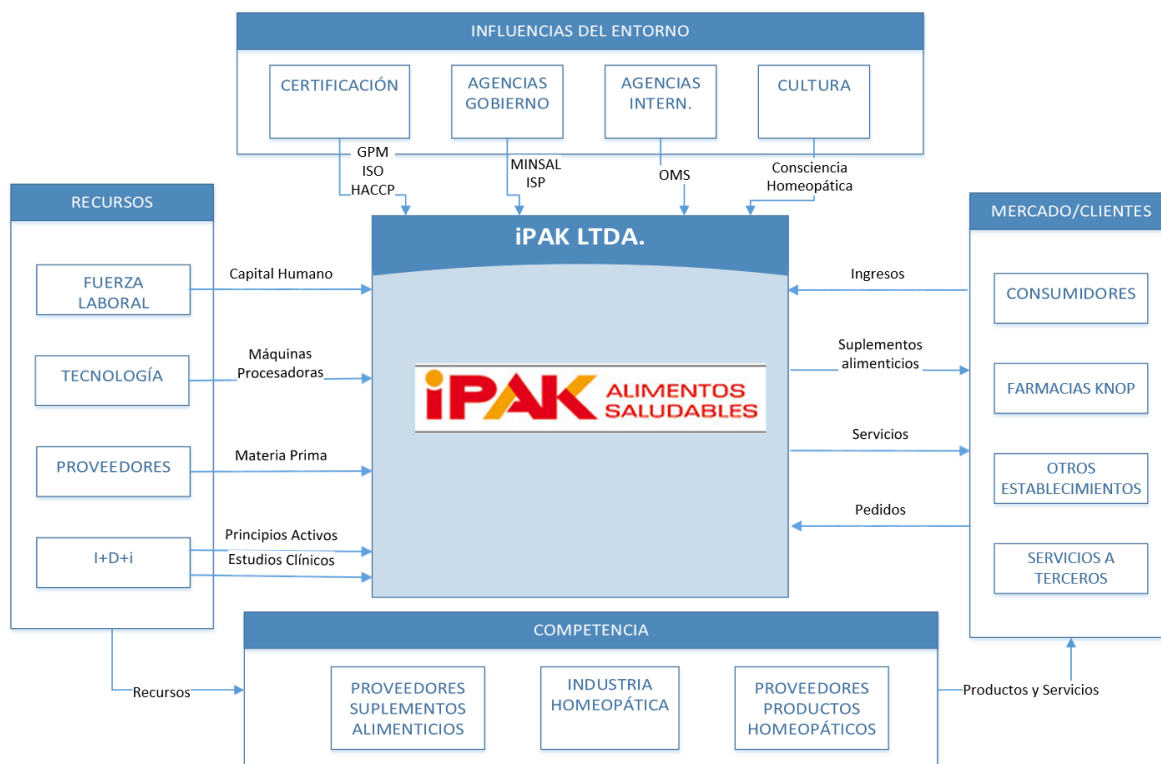 INFLUENCIAS DEL ENTORNO
CERTIFICACIÓN
AGENCIAS
GOBIERNO
AGENCIAS
INTERN.
CULTURA
GPM
ISO
HACCP
MINSAL
ISP
OMS
Consciencia
Homeopática
RECURSOS
FUERZA
LABORAL
TECNOLOGÍA
PROVEEDORES
I+D+i
Capital Humano
Máquinas
Procesadoras
Materia Prima
Principios Activos
Estudios Clínicos
iPAK LTDA.
iPAK ALIMENTOS
SALUDABLES
Ingresos
Suplementos
alimenticios
Servicios
Pedidos
MERCADO/CLIENTES
CONSUMIDORES
FARMACIAS KNOP
OTROS
ESTABLECIMIENTOS
SERVICIOS A
TERCEROS
COMPETENCIA
Recursos
PROVEEDORES
SUPLEMENTOS
ALIMENTICIOS
INDUSTRIA
HOMEOPÁTICA
PROVEEDORES
PRODUCTOS
HOMEOPÁTICOS
Productos y Servicios